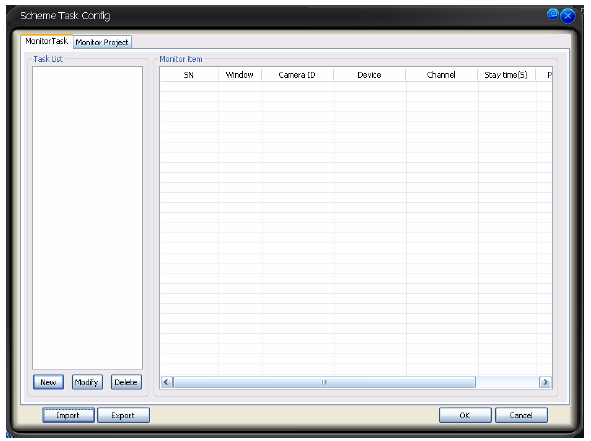 Scheme Task Config
MonitorTask Monitor Project
Task List Monitor Item
SN Window Camera ID Device Channel Stay time(S) P
New Modify Delete
Import Export OK Cancel